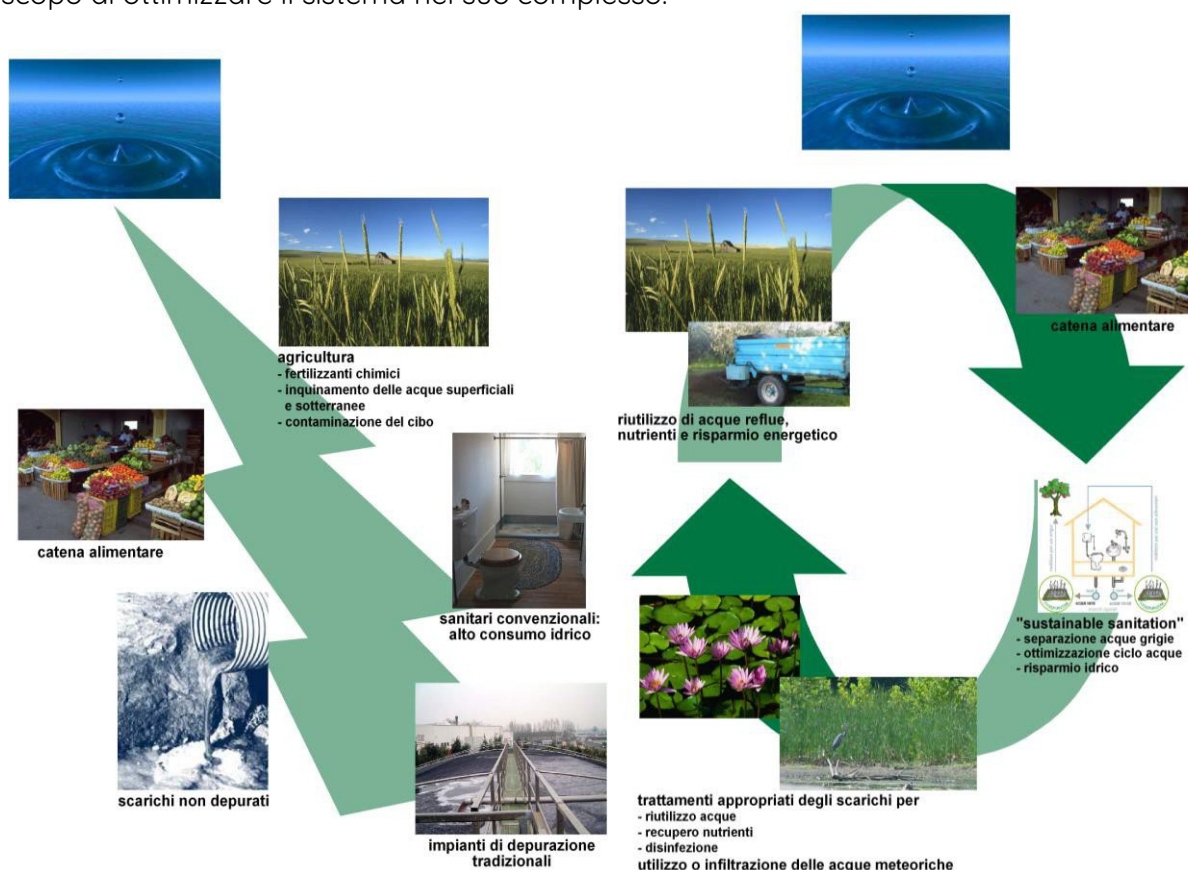 scopo di ottimizzare il sistema nel suo complesso.
agricultura
- fertilizzanti chimici
- inquinamento delle acque superficiali
e sotterranee
- contaminazione del cibo
catena alimentare
sanitari convenzionali:
alto consumo idrico
scarichi non depurati
impianti di depurazione
tradizionali
catena alimentare
riutilizzo di acque reflue,
nutrienti e risparmio energetico
"sustainable sanitation"
- separazione acque grigie
- ottimizzazione ciclo acque
- risparmio idrico
trattamenti appropriati degli scarichi per
- riutilizzo acque
- recupero nutrienti
- disinfezione
utilizzo o infiltrazione delle acque meteoriche